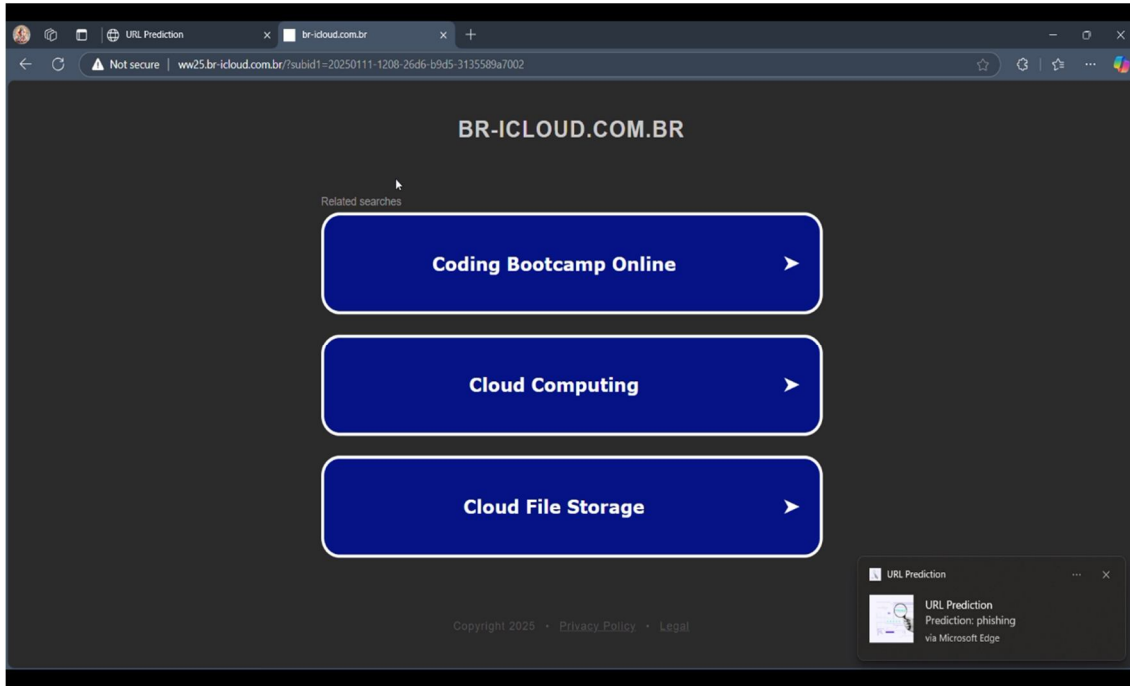 URL Prediction
br-icloud.com.br
Not secure
ww25.br-icloud.com.br/?subid1=20250111-1208-26d6-b9d5-3135589a7002
BR-ICLOUD.COM.BR
Related searches
Coding Bootcamp Online
Cloud Computing
Cloud File Storage
Copyright 2025 • Privacy Policy • Legal
URL Prediction
URL Prediction
Prediction: phishing
via Microsoft Edge